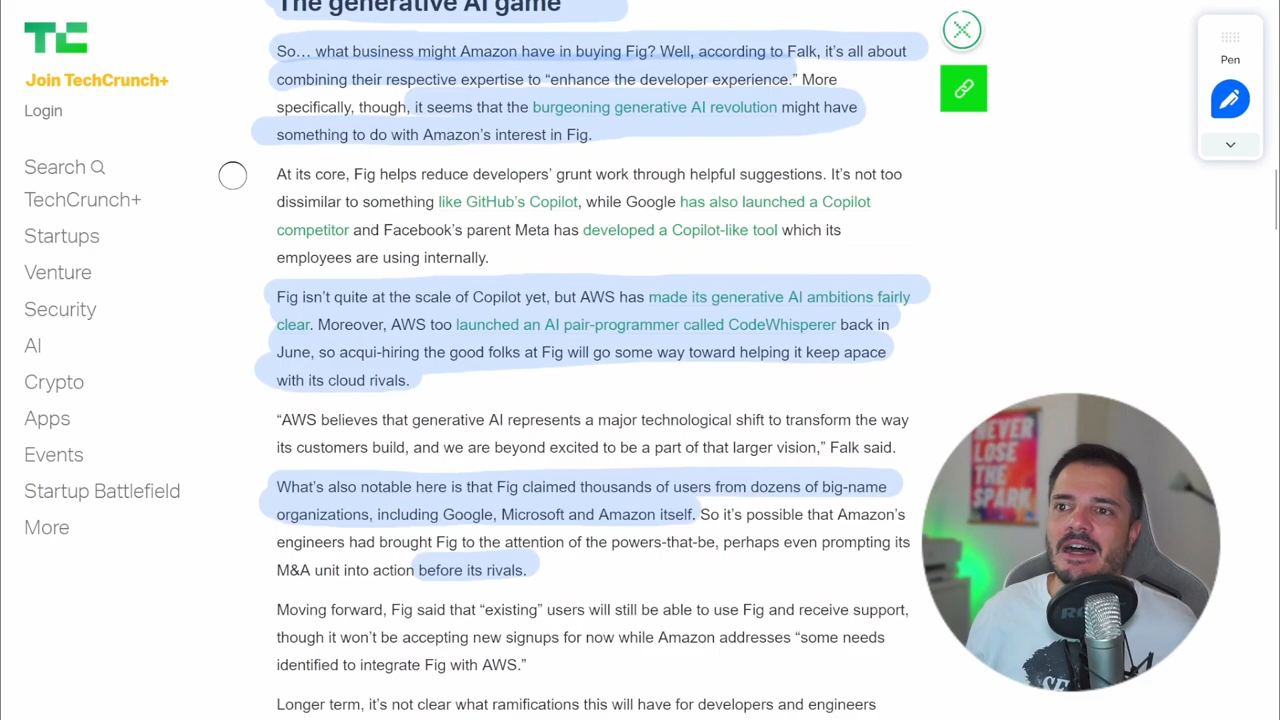 The generative AI game
TC
Join TechCrunch+
Login
Search
TechCrunch+
Startups
Venture
Security
AI
Crypto
Apps
Events
Startup Battlefield
More
So… what business might Amazon have in buying Fig? Well, according to Falk, it's all about
combining their respective expertise to “enhance the developer experience.” More
specifically, though, it seems that the burgeoning generative AI revolution might have
something to do with Amazon's interest in Fig.
At its core, Fig helps reduce developers' grunt work through helpful suggestions. It's not too
dissimilar to something like GitHub's Copilot, while Google has also launched a Copilot
competitor and Facebook's parent Meta has developed a Copilot-like tool which its
employees are using internally.
Fig isn't quite at the scale of Copilot yet, but AWS has made its generative AI ambitions fairly
clear. Moreover, AWS too launched an AI pair-programmer called CodeWhisperer back in
June, so acqui-hiring the good folks at Fig will go some way toward helping it keep apace
with its cloud rivals.
“AWS believes that generative AI represents a major technological shift to transform the way
its customers build, and we are beyond excited to be a part of that larger vision,” Falk said.
What's also notable here is that Fig claimed thousands of users from dozens of big-name
organizations, including Google, Microsoft and Amazon itself. So it's possible that Amazon's
engineers had brought Fig to the attention of the powers-that-be, perhaps even prompting its
M&A unit into action before its rivals.
Moving forward, Fig said that “existing” users will still be able to use Fig and receive support,
though it won't be accepting new signups for now while Amazon addresses “some needs
identified to integrate Fig with AWS.”
Longer term, it's not clear what ramifications this will have for developers and engineers
Pen
NEVER
LOSE
THE
SPARK